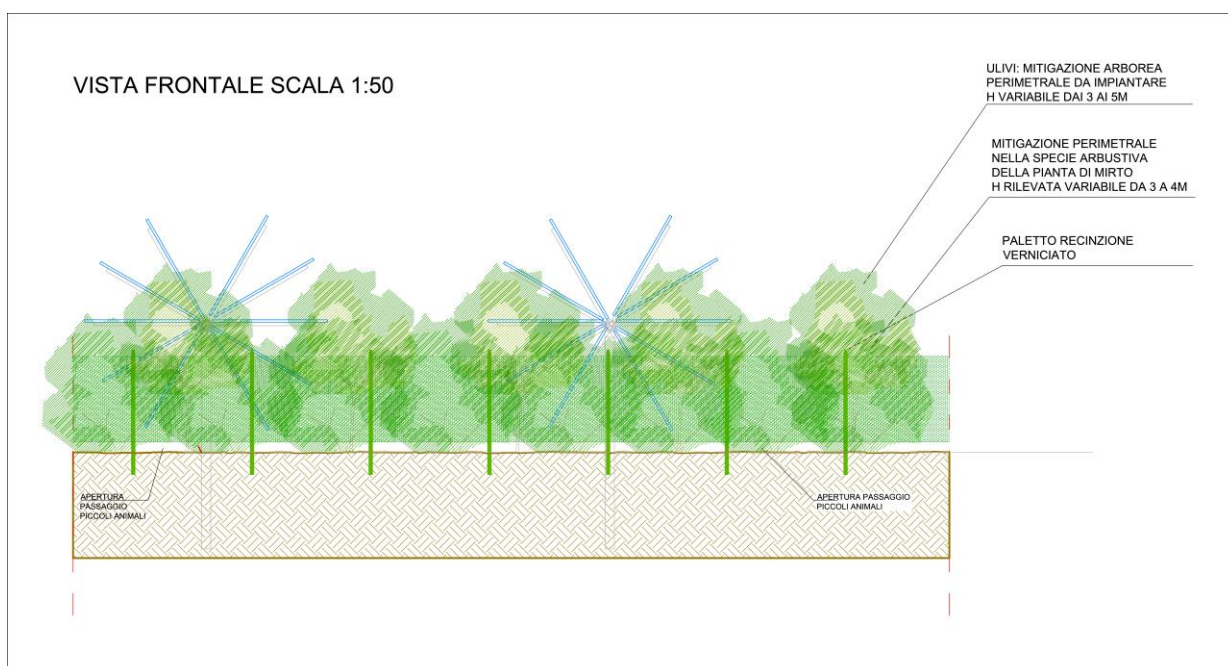 VISTA FRONTALE SCALA 1:50
ULIVI: MITIGAZIONE ARBOREA
PERIMETRALE DA IMPIANTARE
H VARIABILE DAI 3 AI 5M
MITIGAZIONE PERIMETRALE
NELLA SPECIE ARBUSTIVA
DELLA PIANTA DI MIRTO
H RILEVATA VARIABILE DA 3 A 4M
PALETTO RECINZIONE
VERNICIATO
APERTURA
PASSAGGIO
PICCOLI ANIMALI
APERTURA PASSAGGIO
PICCOLI ANIMALI